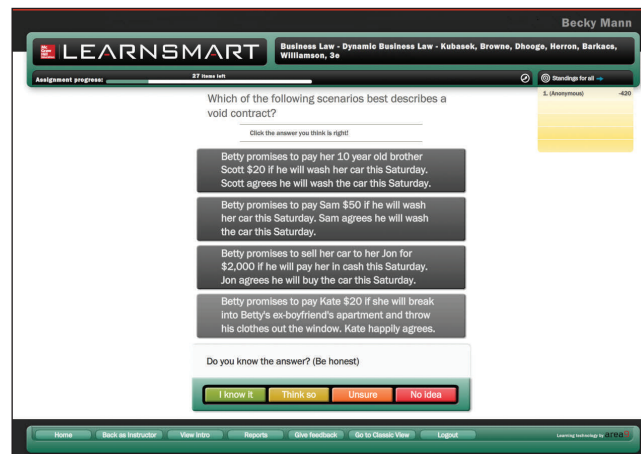 Becky Mann
Mc
Graw
Hill
Education
LEARNSMART
Business Law - Dynamic Business Law - Kubasek, Browne, Dhooge, Herron, Barkacs,
Williamson, 3e
Assignment progress:
27 Items left
Standings for all
1. (Anonymous) -420
Which of the following scenarios best describes a
void contract?
Click the answer you think is right!
Betty promises to pay her 10 year old brother
Scott $20 if he will wash her car this Saturday.
Scott agrees he will wash the car this Saturday.
Betty promises to pay Sam $50 if he will wash
her car this Saturday. Sam agrees he will wash
the car this Saturday.
Betty promises to sell her car to her Jon for
$2,000 if he will pay her in cash this Saturday.
Jon agrees he will buy the car this Saturday.
Betty promises to pay Kate $20 if she will break
into Betty's ex-boyfriend's apartment and throw
his clothes out the window. Kate happily agrees.
Do you know the answer? (Be honest)
I know it Think so Unsure No idea
Home Back as Instructor View Intro Reports Give feedback Go to Classic View Logout
Learning technology by area9